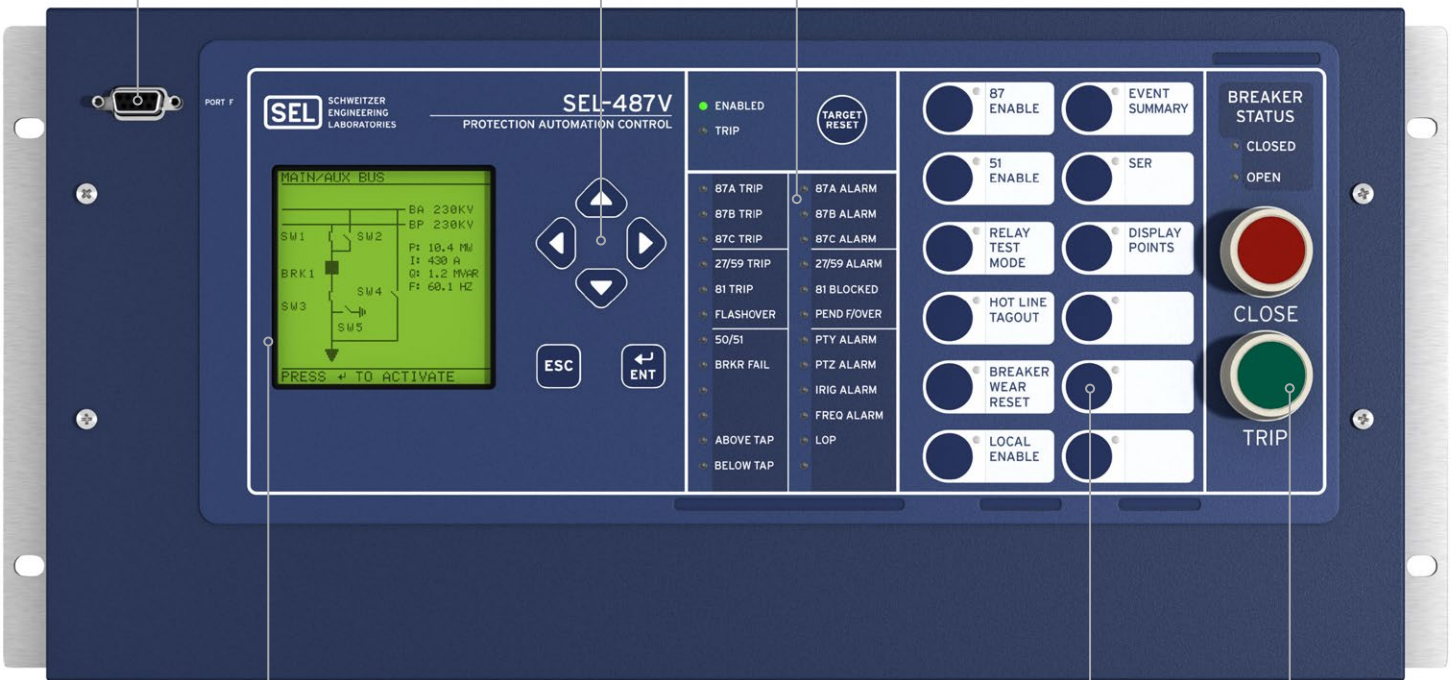 PORT F
SEL
SCHWEITZER
ENGINEERING
LABORATORIES
SEL-487V
PROTECTION AUTOMATION CONTROL
MAIN/AUX BUS
BA 230KV
BP 230KV
SW1
SW2
P: 10.4 MW
I: 430 A
Q: 1.2 MVAR
F: 60.1 HZ
BRK1
SW4
SW3
SW5
PRESS ↵ TO ACTIVATE
ESC
ENT
ENABLED
TRIP
TARGET
RESET
87A TRIP
87B TRIP
87C TRIP
27/59 TRIP
81 TRIP
FLASHOVER
50/51
BRKR FAIL
ABOVE TAP
BELOW TAP
87A ALARM
87B ALARM
87C ALARM
27/59 ALARM
81 BLOCKED
PEND F/OVER
PTY ALARM
PTZ ALARM
IRIG ALARM
FREQ ALARM
LOP
87
ENABLE
51
ENABLE
RELAY
TEST
MODE
HOT LINE
TAGOUT
BREAKER
WEAR
RESET
LOCAL
ENABLE
EVENT
SUMMARY
SER
DISPLAY
POINTS
BREAKER
STATUS
CLOSED
OPEN
CLOSE
TRIP